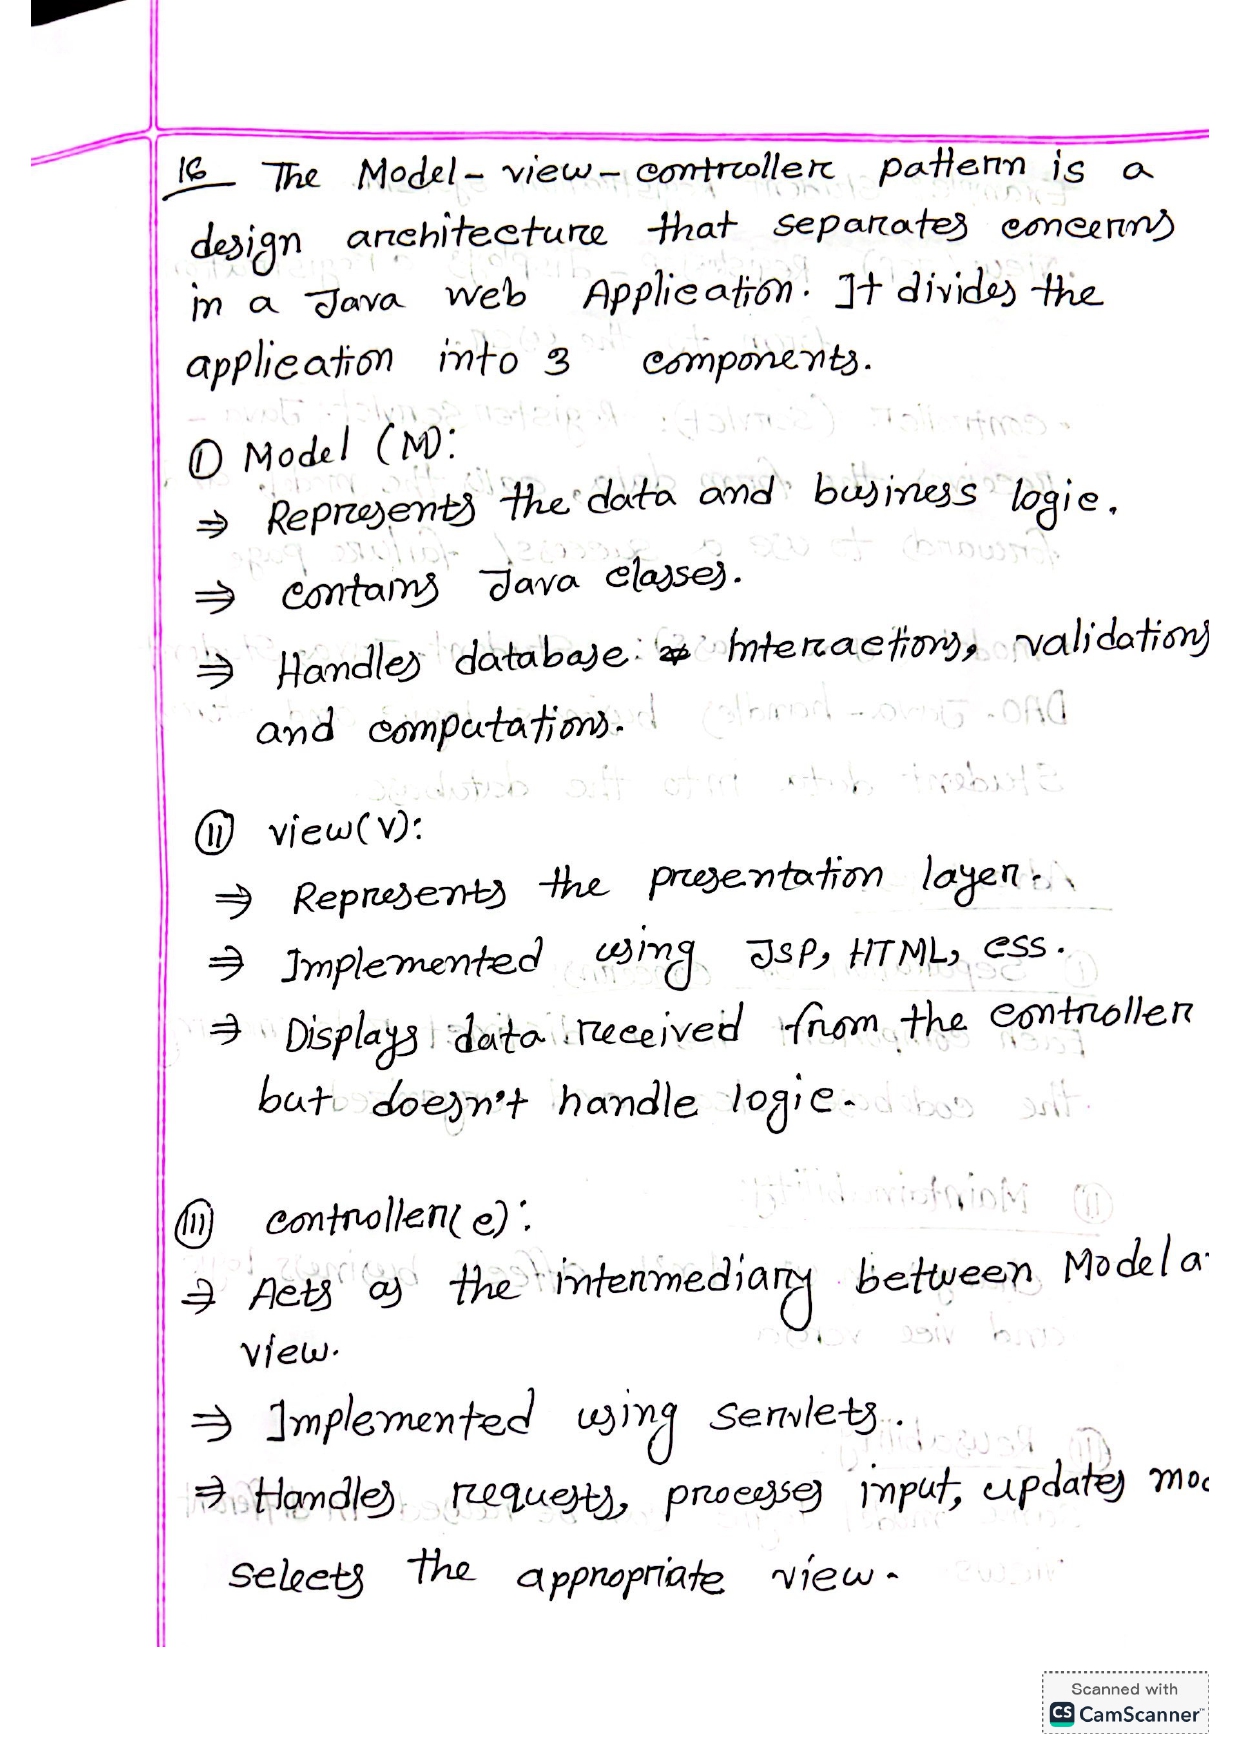 16 The Model-view-controller pattern is a
design architecture that separates concerns
in a Java web Application. It divides the
application into 3 components.
① Model (M):
⇒ Represents the data and business logic.
⇒ contains Java classes.
⇒ Handles database Interactions, validations
and computations.
⑪ view(V):
⇒ Represents the presentation layer.
⇒ Implemented using JSP, HTML, CSS.
⇒ Displays data received from the controller
but doesn't handle logic.
(III) controller(c):
⇒ Acts as the intermediary between Model a
view.
⇒ Implemented using servlets.
⇒ Handles requests, processes input, updates mod
selects the appropriate view.
Scanned with
CS CamScanner